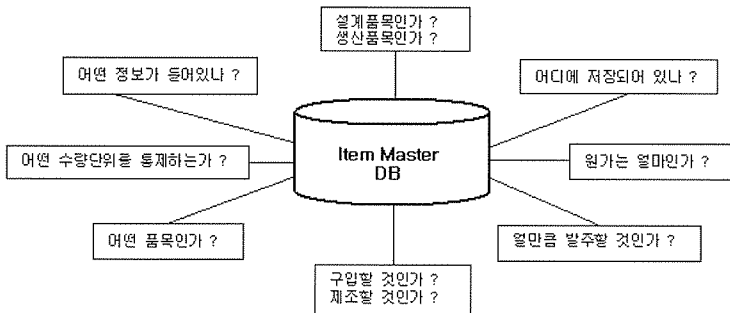 설계품목인가 ?
생산품목인가 ?
어떤 정보가 들어있나 ?
어디에 저장되어 있나 ?
Item Master
DB
어떤 수량단위을 통제하는가 ?
원가는 얼마인가 ?
어떤 품목인가 ?
얼만큼 발주할 것인가 ?
구입할 것인가 ?
제조할 것인가 ?